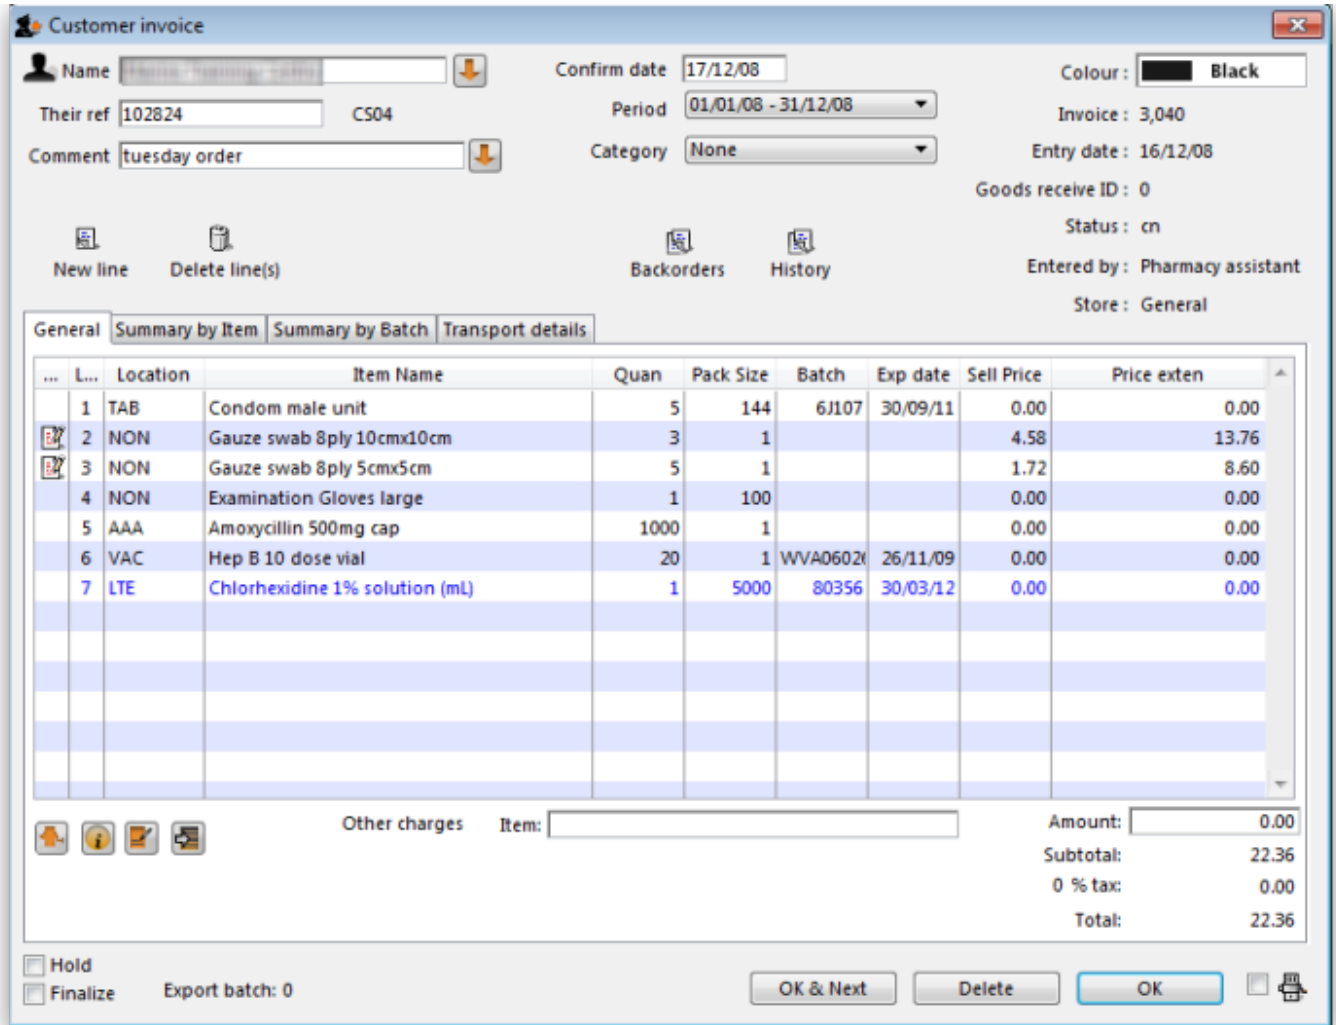 Customer invoice
Name
Confirm date 17/12/08
Colour: Black
Their ref 102824 CS04
Period 01/01/08 - 31/12/08
Invoice: 3,040
Comment tuesday order
Category None
Entry date: 16/12/08
Goods receive ID: 0
Status: cn
New line Delete line(s) Backorders History
Entered by: Pharmacy assistant
Store: General
General Summary by Item Summary by Batch Transport details
... L... Location Item Name Quan Pack Size Batch Exp date Sell Price Price exten
1 TAB Condom male unit 5 144 6J107 30/09/11 0.00 0.00
2 NON Gauze swab 8ply 10cmx10cm 3 1 4.58 13.76
3 NON Gauze swab 8ply 5cmx5cm 5 1 1.72 8.60
4 NON Examination Gloves large 1 100 0.00 0.00
5 AAA Amoxycillin 500mg cap 1000 1 0.00 0.00
6 VAC Hep B 10 dose vial 20 1 WVA06026 26/11/09 0.00 0.00
7 LTE Chlorhexidine 1% solution (mL) 1 5000 80356 30/03/12 0.00 0.00
Other charges Item: Amount: 0.00
Subtotal: 22.36
0 % tax: 0.00
Total: 22.36
Hold
Finalize Export batch: 0 OK & Next Delete OK